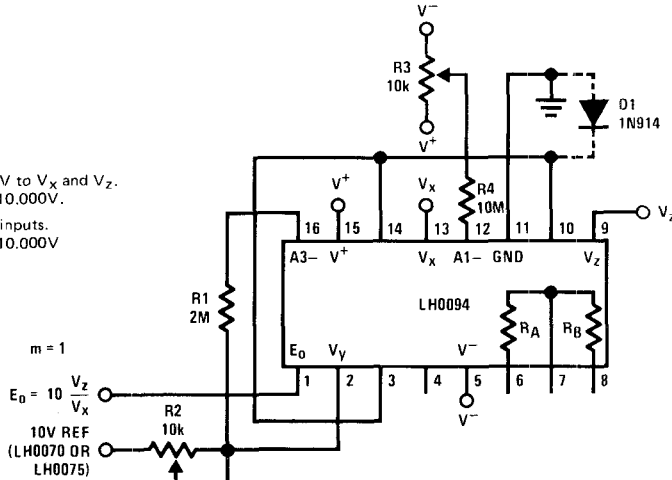 V⁻
R3
10k
V⁺
D1
1N914
V to Vx and Vz.
10.000V.
inputs.
10.000V
V⁺
Vx
R4
10M
Vz
16 15 14 13 12 11 10 9
A3– V⁺ Vx A1– GND Vz
R1
2M
LH0094
RA RB
m = 1
E₀ Vy V⁻
1 2 3 4 5 6 7 8
E₀ = 10 Vz
Vx
V⁻
R2
10k
10V REF
(LH0070 OR
LH0075)